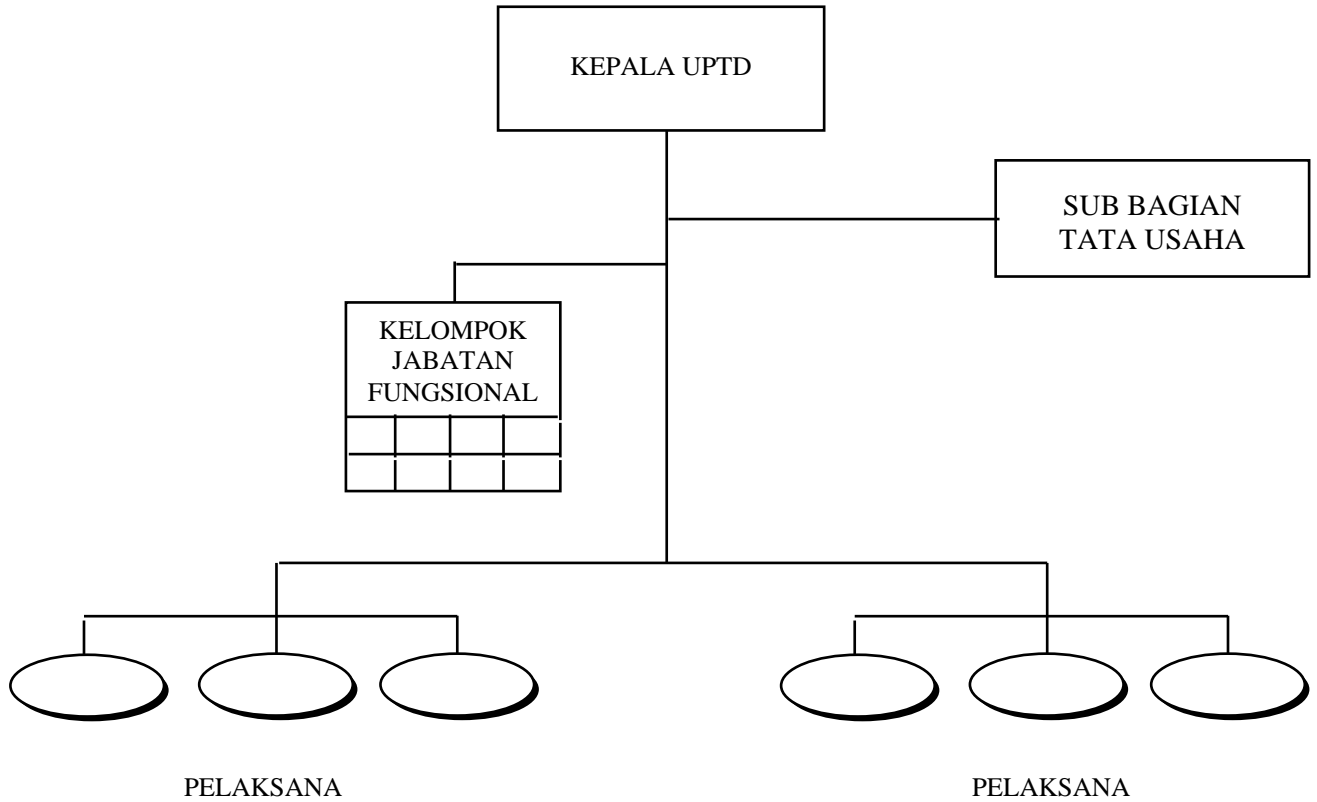 KEPALA UPTD
SUB BAGIAN
TATA USAHA
KELOMPOK
JABATAN
FUNGSIONAL
PELAKSANA
PELAKSANA